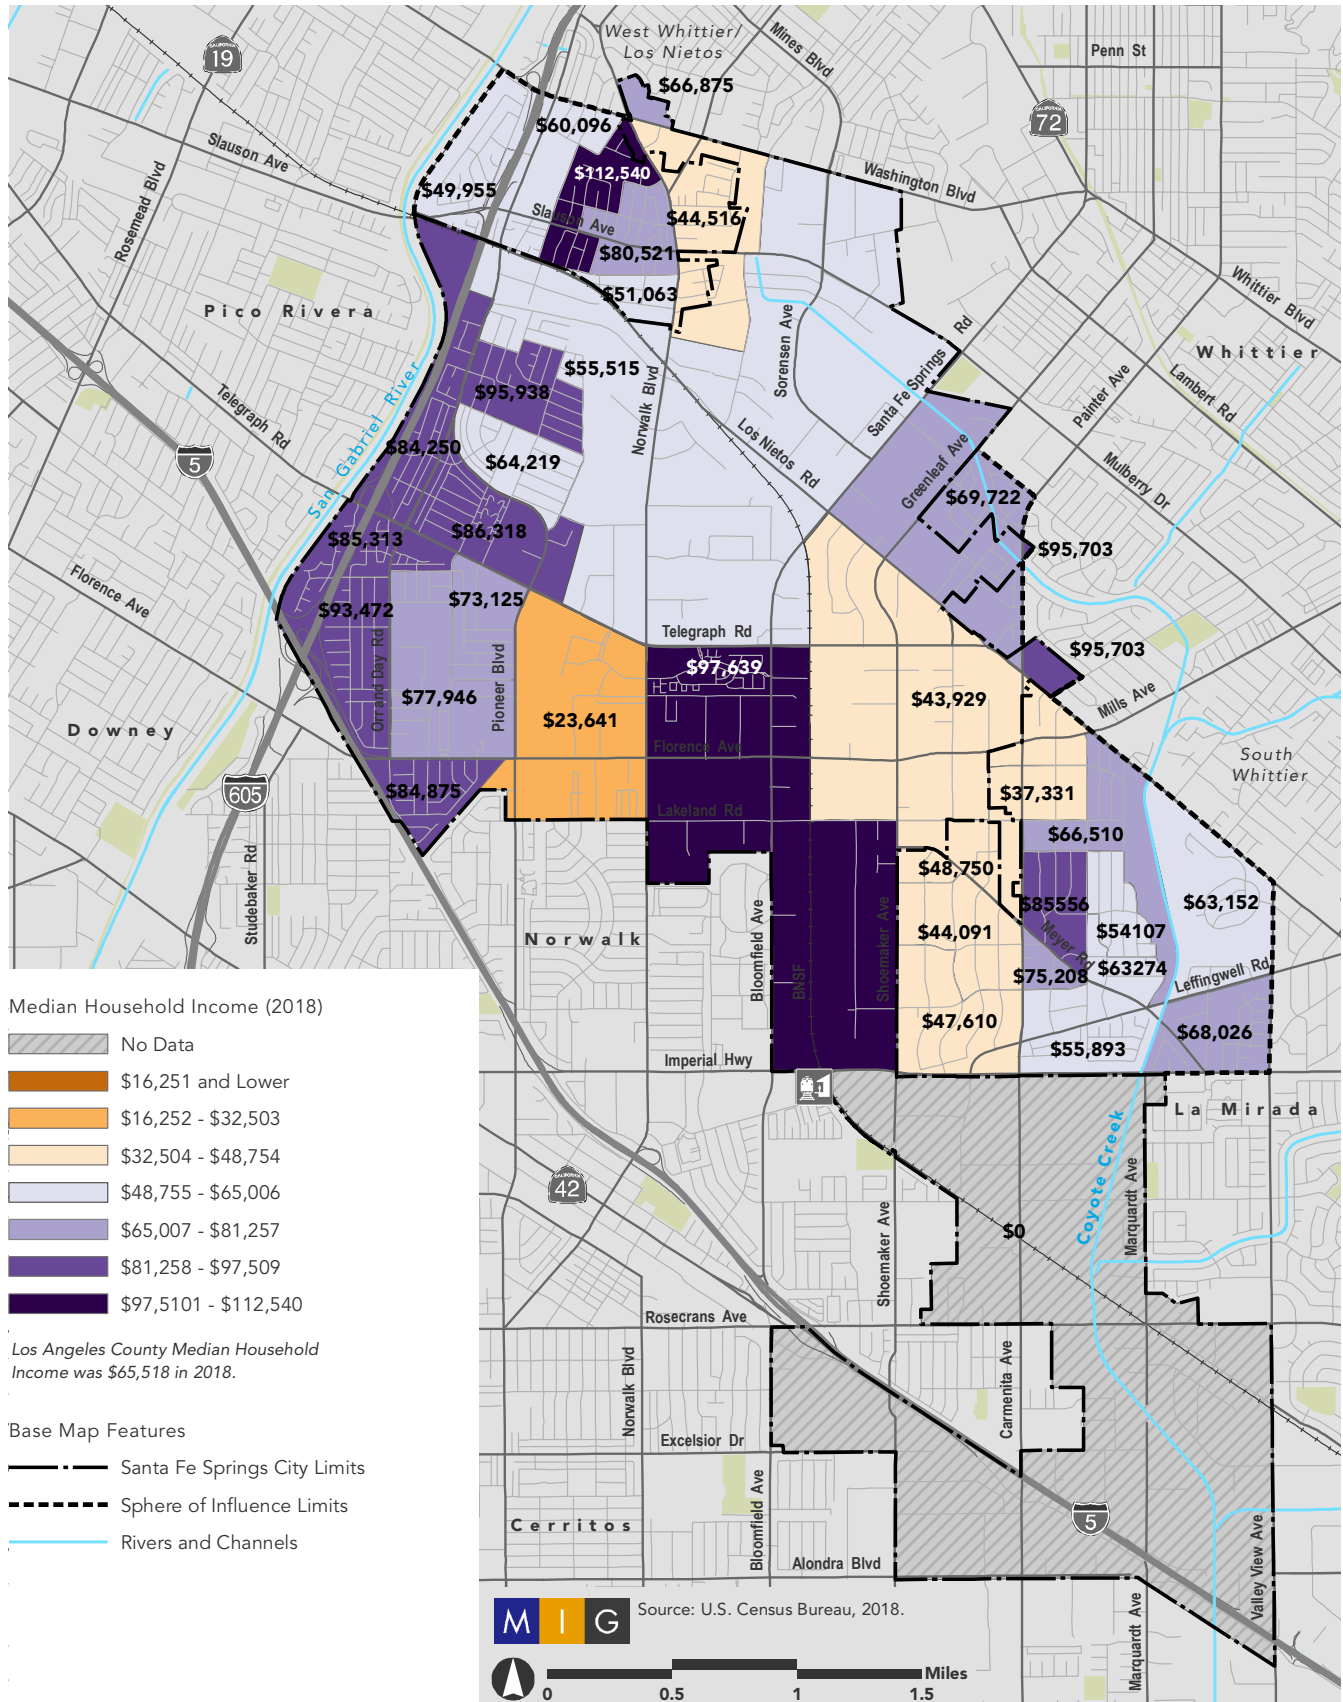 West Whittier/
Los Nietos
Mines Blvd
Penn St
CALIFORNIA
19
CALIFORNIA
72
$66,875
$60,096
Slauson Ave
Rosemead Blvd
$112,540
Washington Blvd
$49,955
Slauson Ave
$44,516
$80,521
$51,063
Whittier Blvd
Pico Rivera
Sorensen Ave
Santa Fe Springs Rd
Whittier
$55,515
$95,938
Norwalk Blvd
Painter Ave
Lambert Rd
Telegraph Rd
San Gabriel River
$84,250
$64,219
Los Nietos Rd
Greenleaf Ave
Mulberry Dr
5
$69,722
$86,318
$85,313
$95,703
Florence Ave
$93,472
$73,125
Telegraph Rd
$95,703
$97,639
Orr and Day Rd
Pioneer Blvd
$77,946
$23,641
$43,929
Mills Ave
Downey
Florence Ave
South
Whittier
605
$84,875
$37,331
Lakeland Rd
$66,510
Studebaker Rd
$48,750
$85556
$63,152
Norwalk
Bloomfield Ave
BNSF
Shoemaker Ave
$44,091
Meyer Rd
$54107
$75,208
$63274
Leffingwell Rd
$47,610
$68,026
$55,893
Imperial Hwy
La Mirada
Median Household Income (2018)
No Data
$16,251 and Lower
$16,252 - $32,503
$32,504 - $48,754
$48,755 - $65,006
$65,007 - $81,257
$81,258 - $97,509
$97,5101 - $112,540
Los Angeles County Median Household
Income was $65,518 in 2018.
Base Map Features
Santa Fe Springs City Limits
Sphere of Influence Limits
Rivers and Channels
CALIFORNIA
42
Coyote Creek
Marquardt Ave
Shoemaker Ave
$0
Rosecrans Ave
Norwalk Blvd
Carmenita Ave
Excelsior Dr
Bloomfield Ave
Cerritos
5
Valley View Ave
Alondra Blvd
Marquardt Ave
M I G
Source: U.S. Census Bureau, 2018.
Miles
0 0.5 1 1.5